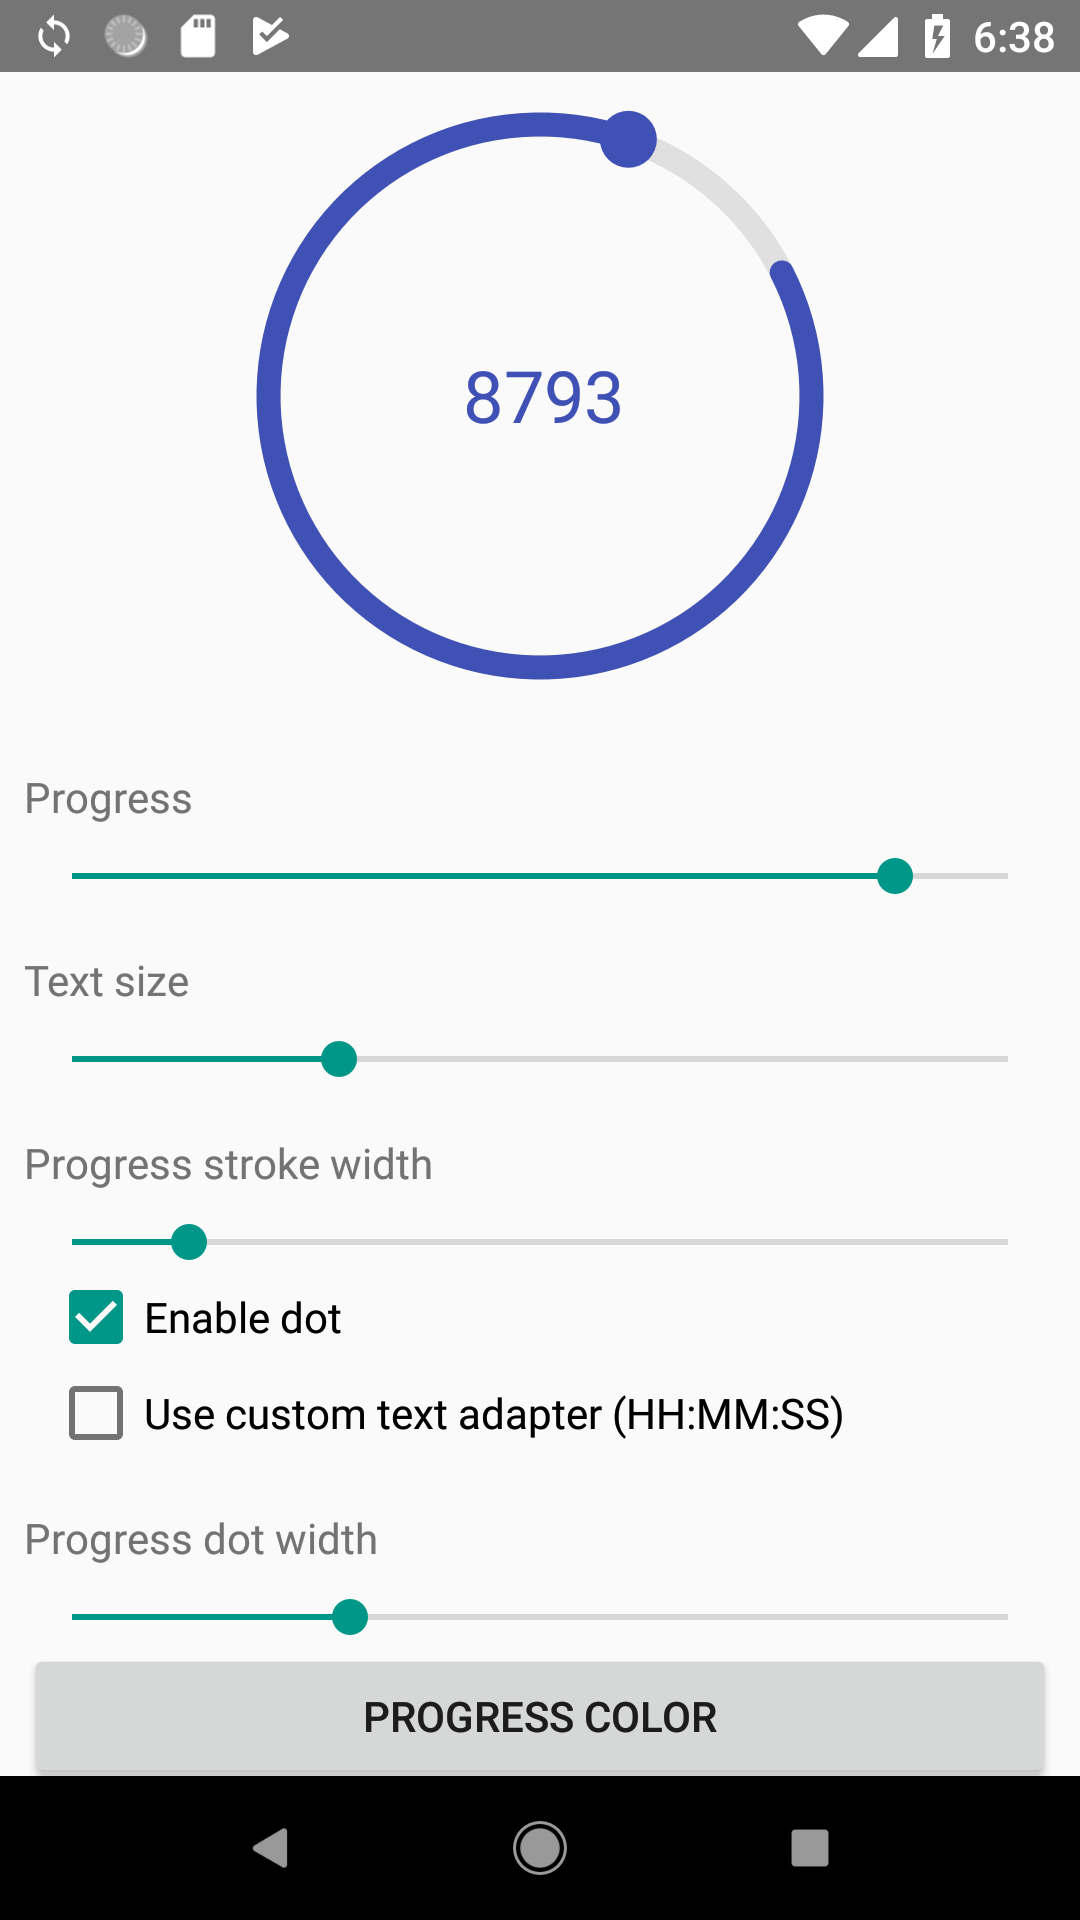 6:38
8793
Progress
Text size
Progress stroke width
Enable dot
Use custom text adapter (HH:MM:SS)
Progress dot width
PROGRESS COLOR